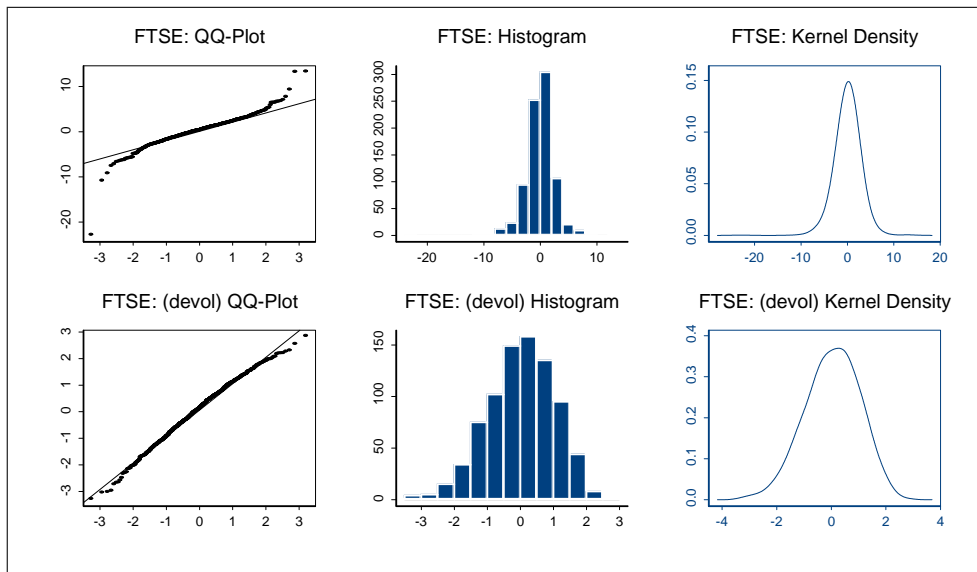 FTSE: QQ-Plot
10
0
-10
-20
-3 -2 -1 0 1 2 3
FTSE: Histogram
300
250
200
150
100
50
0
-20 -10 0 10
FTSE: Kernel Density
0.15
0.10
0.05
0.00
-20 -10 0 10 20
FTSE: (devol) QQ-Plot
3
2
1
0
-1
-2
-3
-3 -2 -1 0 1 2 3
FTSE: (devol) Histogram
150
100
50
0
-3 -2 -1 0 1 2 3
FTSE: (devol) Kernel Density
0.4
0.3
0.2
0.1
0.0
-4 -2 0 2 4